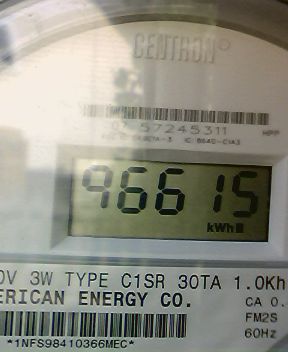 CENTRON
57245311
96615
kWh
0V 3W TYPE C1SR 30TA 1.0Kh
ERICAN ENERGY CO.
CA 0.
FM2S
60Hz
*1NFS98410366MEC*